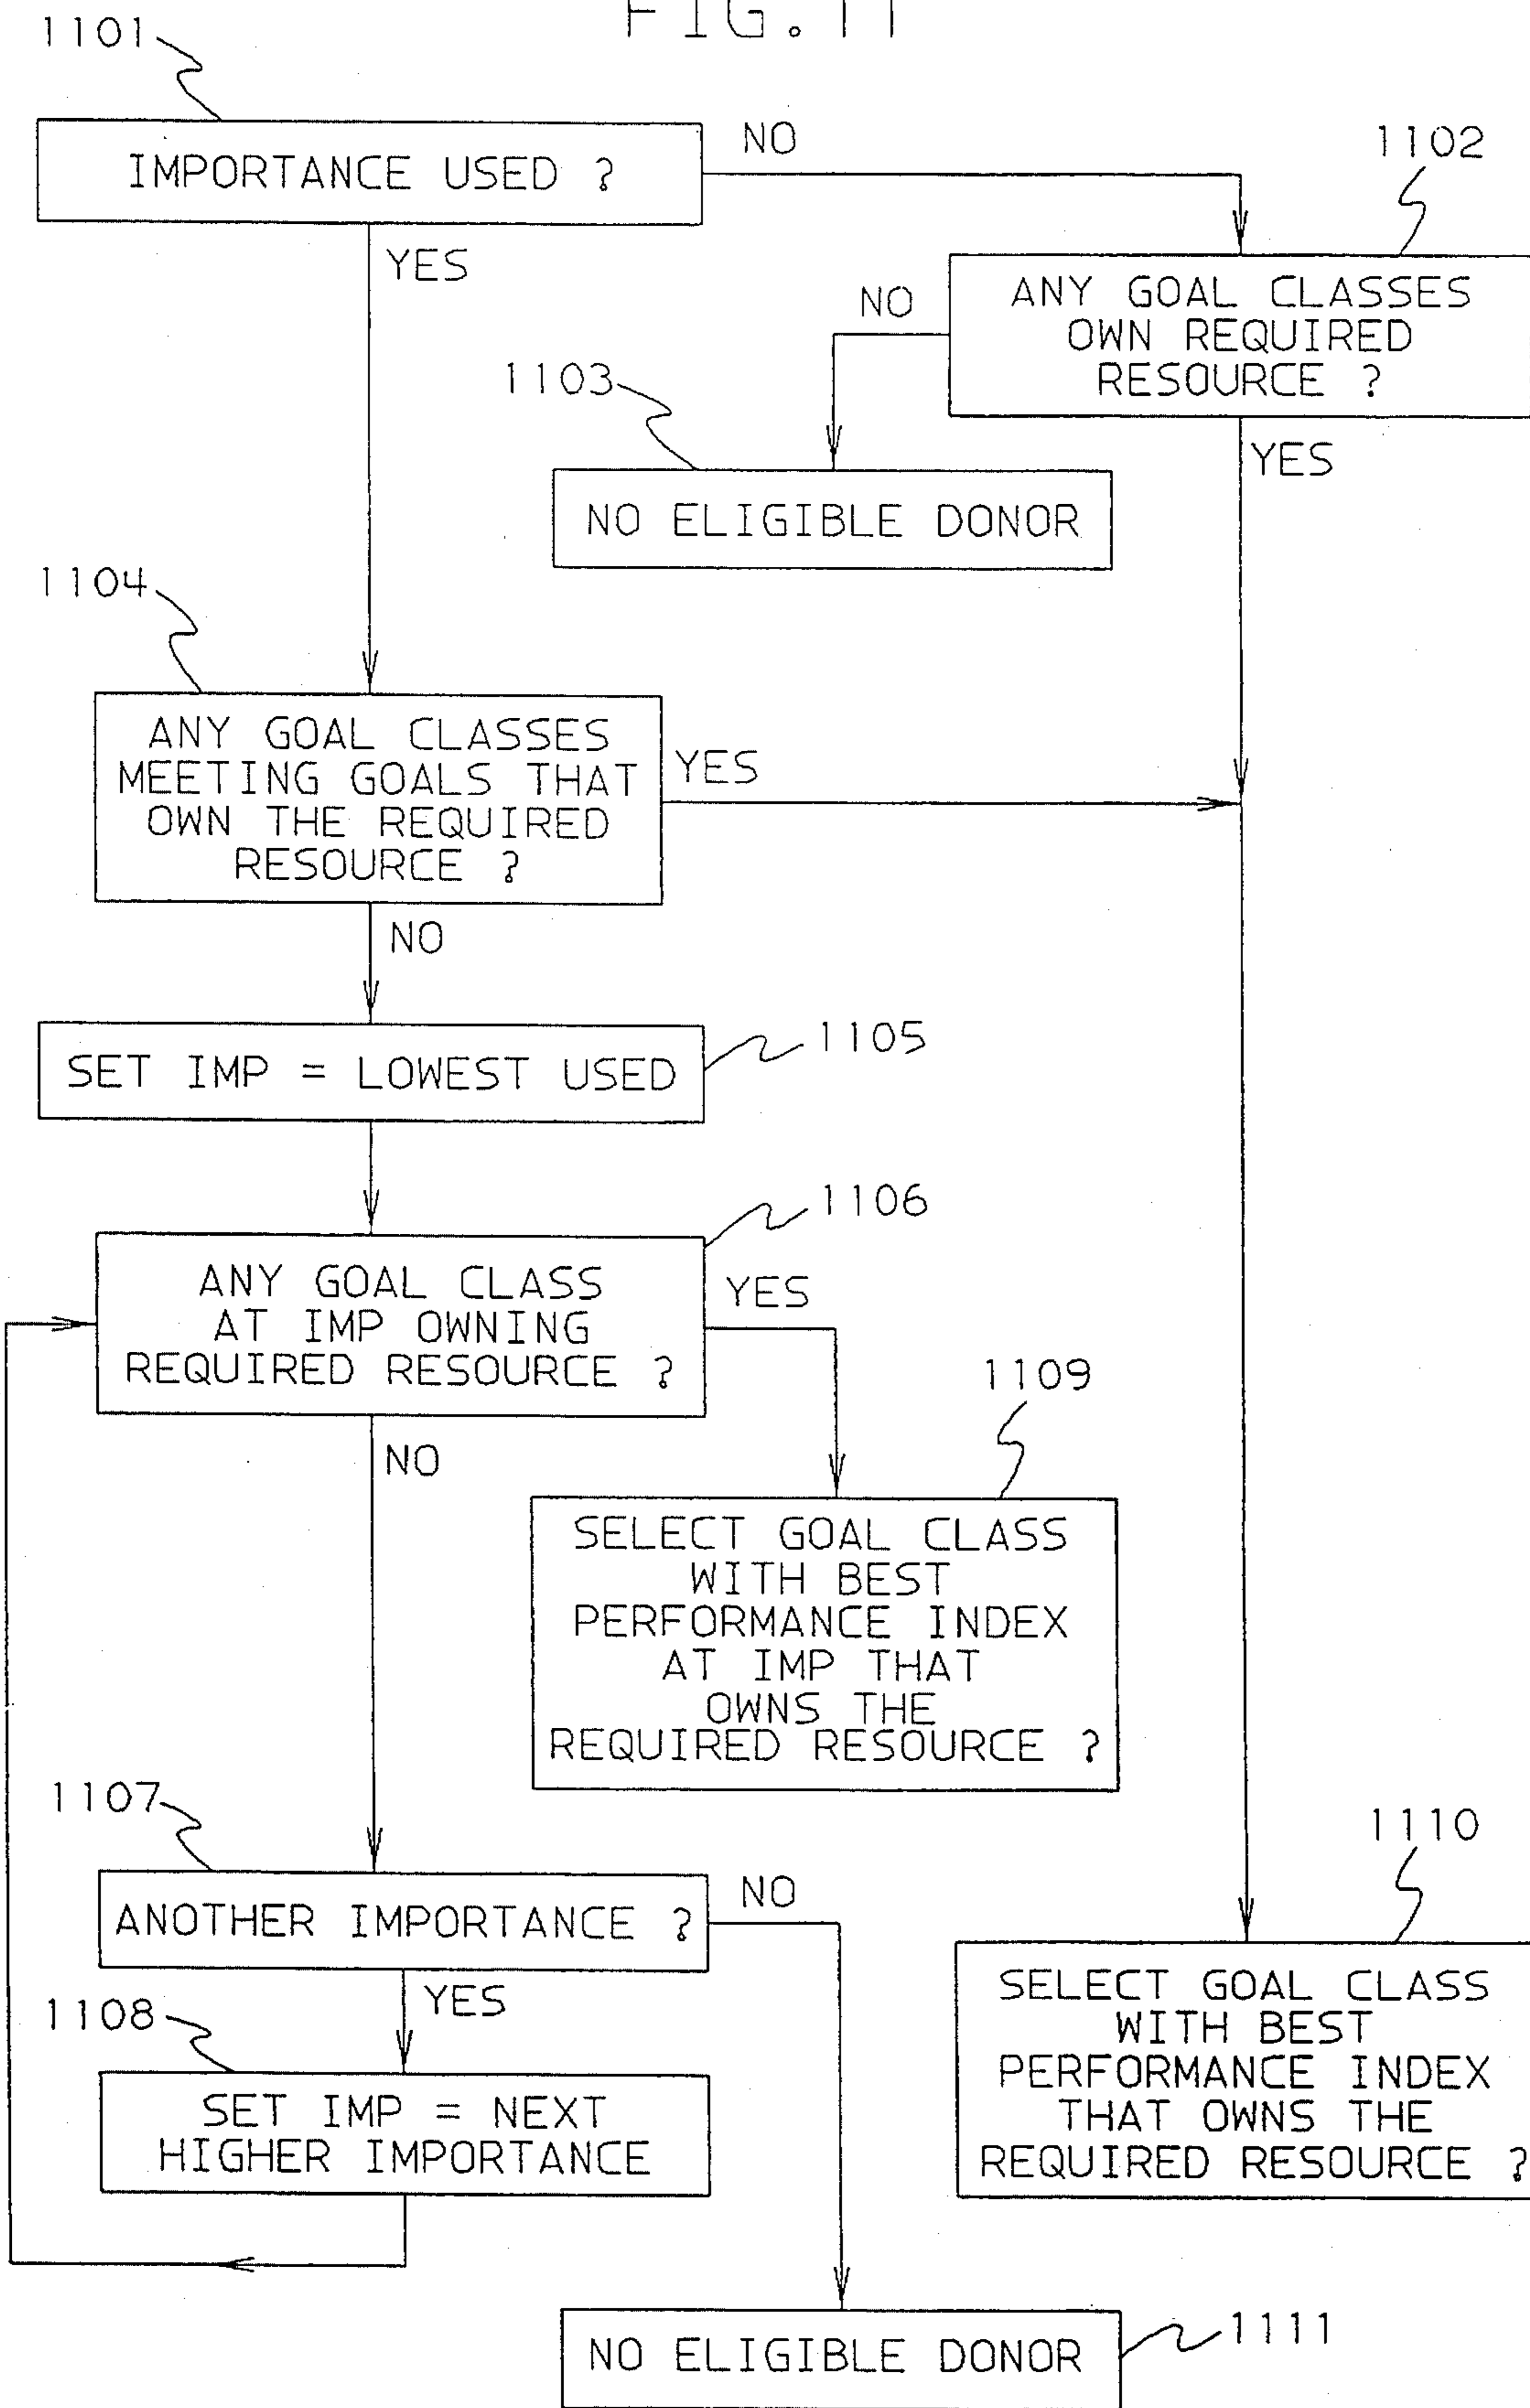 FIG. 11
1101
IMPORTANCE USED ?
NO
1102
YES
ANY GOAL CLASSES
OWN REQUIRED
RESOURCE ?
NO
1103
YES
NO ELIGIBLE DONOR
1104
ANY GOAL CLASSES
MEETING GOALS THAT
OWN THE REQUIRED
RESOURCE ?
YES
NO
SET IMP = LOWEST USED
1105
1106
ANY GOAL CLASS
AT IMP OWNING
REQUIRED RESOURCE ?
YES
NO
1109
SELECT GOAL CLASS
WITH BEST
PERFORMANCE INDEX
AT IMP THAT
OWNS THE
REQUIRED RESOURCE ?
1107
ANOTHER IMPORTANCE ?
NO
1110
YES
1108
SET IMP = NEXT
HIGHER IMPORTANCE
SELECT GOAL CLASS
WITH BEST
PERFORMANCE INDEX
THAT OWNS THE
REQUIRED RESOURCE ?
NO ELIGIBLE DONOR
1111